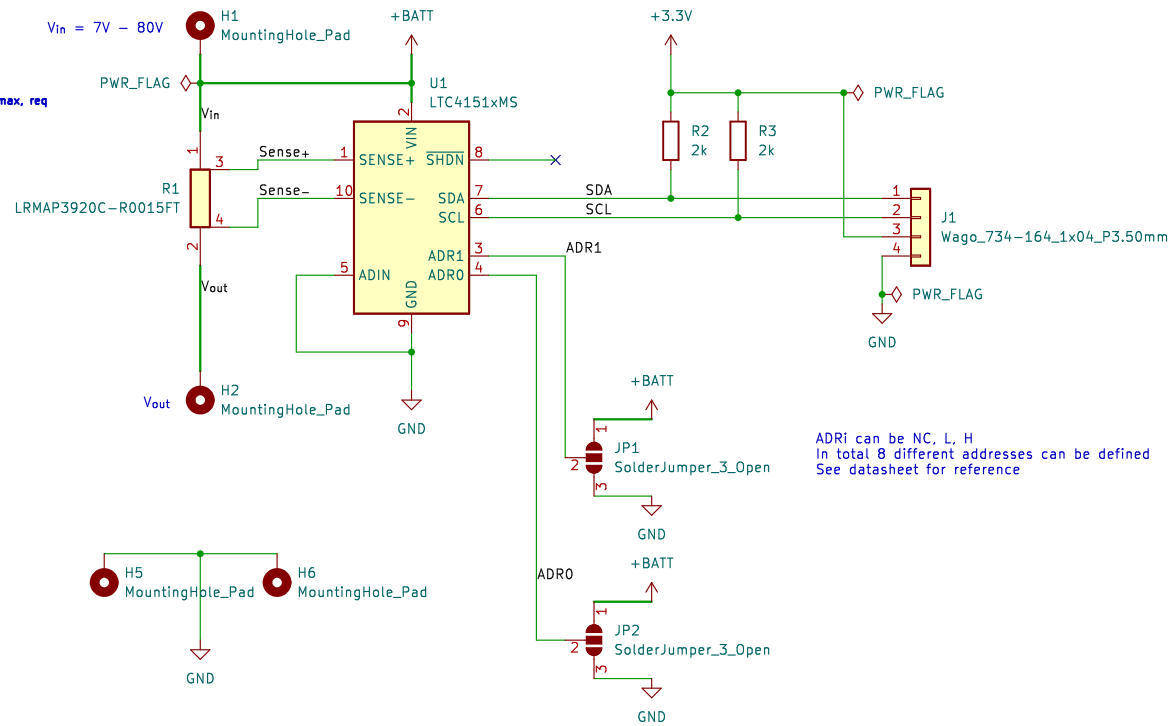 Vin = 7V – 80V
H1
MountingHole_Pad
+BATT
+3.3V
PWR_FLAG
U1
LTC4151xMS
PWR_FLAG
max, req
Vin
2
VIN
1
3
Sense+
1
SENSE+
SHDN
8
R2
2k
R3
2k
R1
LRMAP3920C-R0015FT
Sense-
10
SENSE-
SDA
7
SDA
1
4
SCL
6
SCL
2
J1
Wago_734-164_1x04_P3.50mm
3
4
2
ADR1
3
ADR1
5
ADIN
ADR0
4
Vout
GND
9
PWR_FLAG
GND
Vout
H2
MountingHole_Pad
GND
+BATT
1
JP1
SolderJumper_3_Open
2
3
GND
ADRi can be NC, L, H
In total 8 different addresses can be defined
See datasheet for reference
H5
MountingHole_Pad
H6
MountingHole_Pad
GND
ADR0
+BATT
1
JP2
SolderJumper_3_Open
2
3
GND